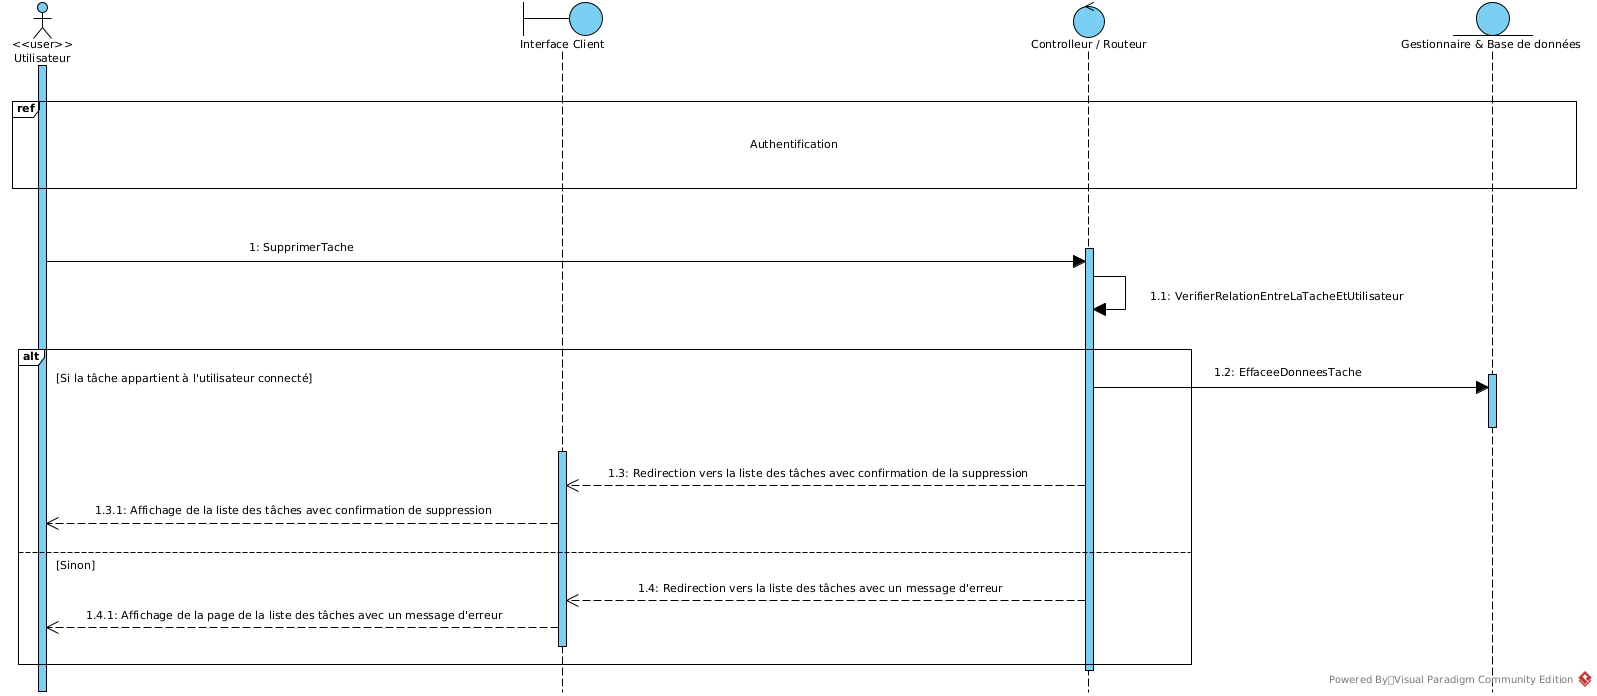 <<user>>
Utilisateur
Interface Client
Controlleur / Routeur
Gestionnaire & Base de données
ref
Authentification
1: SupprimerTache
1.1: VerifierRelationEntreLaTacheEtUtilisateur
alt
[Si la tâche appartient à l'utilisateur connecté]
1.2: EffaceeDonneesTache
1.3: Redirection vers la liste des tâches avec confirmation de la suppression
1.3.1: Affichage de la liste des tâches avec confirmation de suppression
[Sinon]
1.4: Redirection vers la liste des tâches avec un message d'erreur
1.4.1: Affichage de la page de la liste des tâches avec un message d'erreur
Powered By Visual Paradigm Community Edition